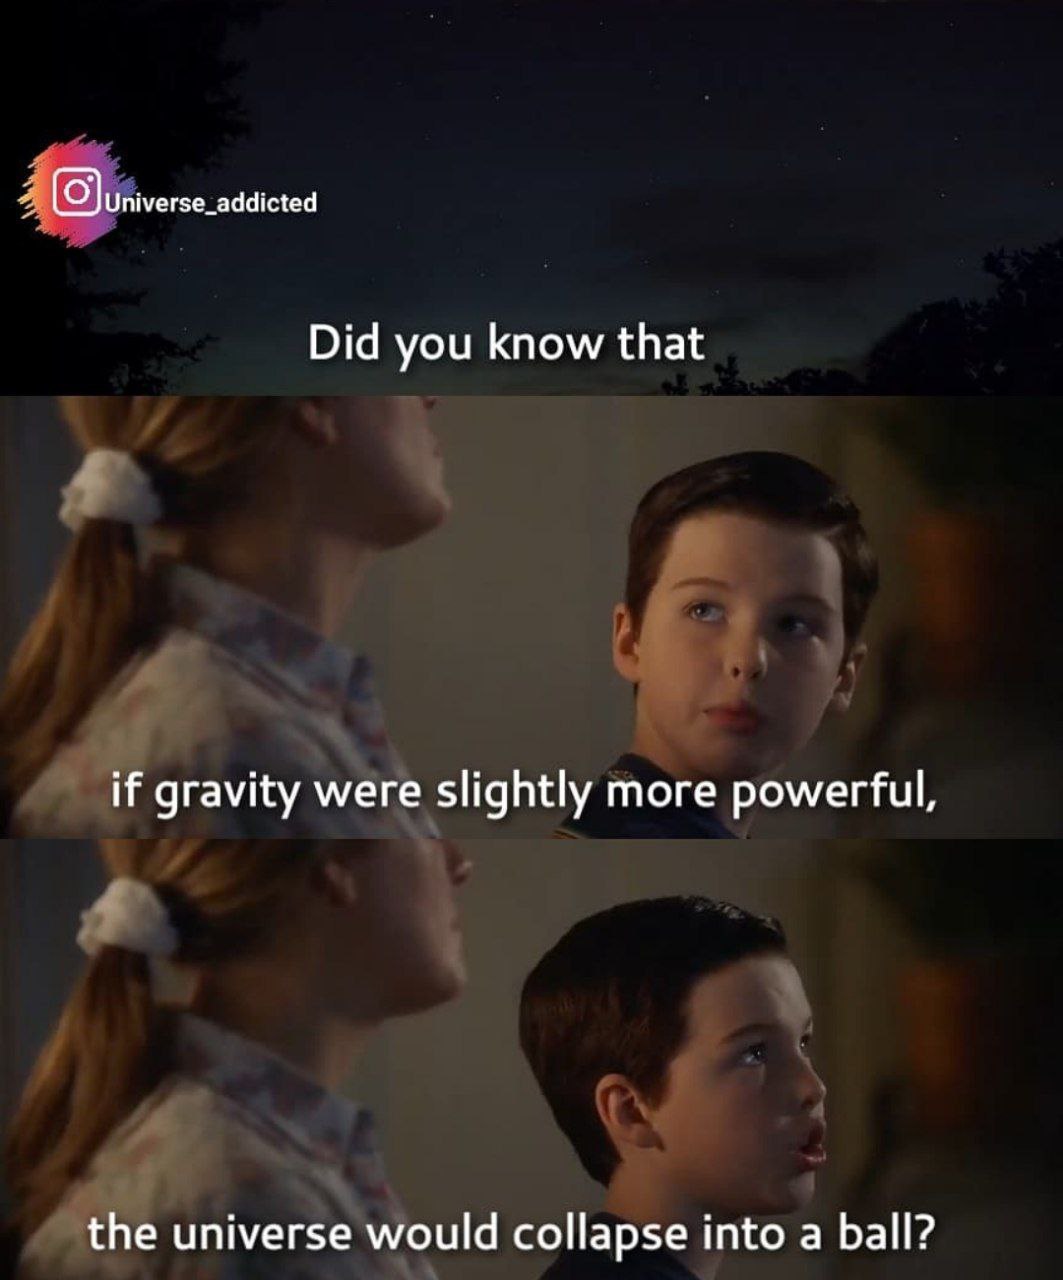 Universe_addicted
Did you know that
if gravity were slightly more powerful,
the universe would collapse into a ball?